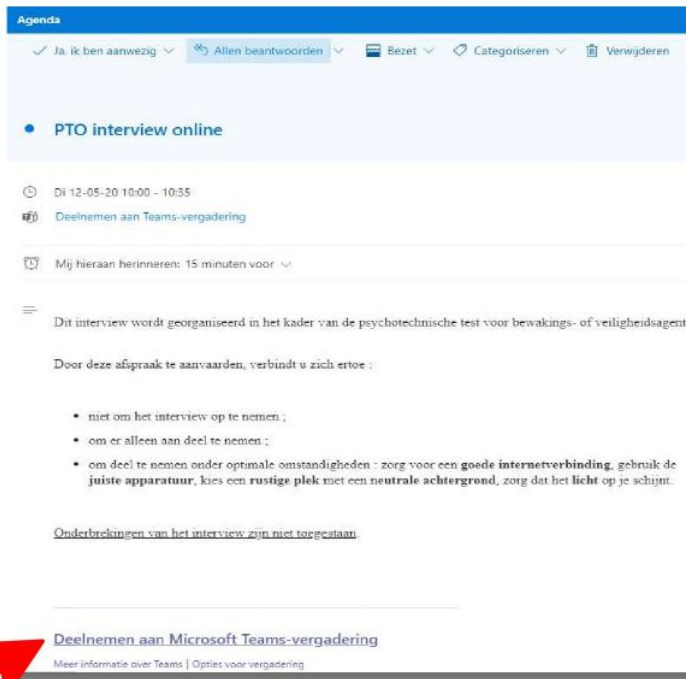 Agenda
Ja, ik ben aanwezig Allen beantwoorden Bezet Categoriseren Verwijderen
PTO interview online
Di 12-05-20 10:00 - 10:35
Deelnemen aan Teams-vergadering
Mij hieraan herinneren: 15 minuten voor
Dit interview wordt georganiseerd in het kader van de psychotechnische test voor bewakings- of veiligheidsagent
Door deze afspraak te aanvaarden, verbindt u zich ertoe :
• niet om het interview op te nemen ;
• om er alleen aan deel te nemen ;
• om deel te nemen onder optimale omstandigheden : zorg voor een goede internetverbinding, gebruik de
juiste apparatuur, kies een rustige plek met een neutrale achtergrond, zorg dat het licht op je schijnt.
Onderbrekingen van het interview zijn niet toegestaan.
Deelnemen aan Microsoft Teams-vergadering
Meer informatie over Teams | Opties voor vergadering